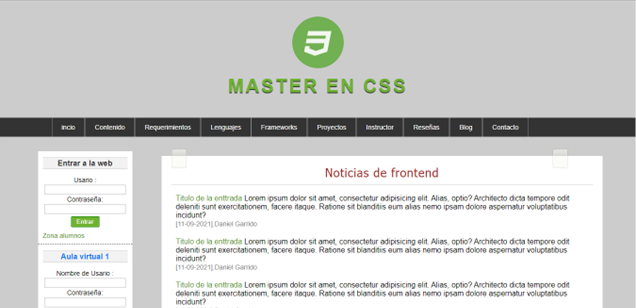 MASTER EN CSS
incio Contenido Requerimientos Lenguajes Frameworks Proyectos Instructor Reseñas Blog Contacto
Entrar a la web
Usario :
Contraseña:
Entrar
Zona alumnos
Aula virtual 1
Nombre de Usario :
Contraseña:
Noticias de frontend
Titulo de la enttrada Lorem ipsum dolor sit amet, consectetur adipisicing elit. Alias, optio? Architecto dicta tempore odit
deleniti sunt exercitationem, facere itaque. Ratione sit blanditiis eum alias nemo ipsam dolore aspernatur voluptatibus
incidunt?
[11-09-2021].Daniel Garrido
Titulo de la enttrada Lorem ipsum dolor sit amet, consectetur adipisicing elit. Alias, optio? Architecto dicta tempore odit
deleniti sunt exercitationem, facere itaque. Ratione sit blanditiis eum alias nemo ipsam dolore aspernatur voluptatibus
incidunt?
[11-09-2021].Daniel Garrido
Titulo de la enttrada Lorem ipsum dolor sit amet, consectetur adipisicing elit. Alias, optio? Architecto dicta tempore odit
deleniti sunt exercitationem, facere itaque. Ratione sit blanditiis eum alias nemo ipsam dolore aspernatur voluptatibus
incidunt?